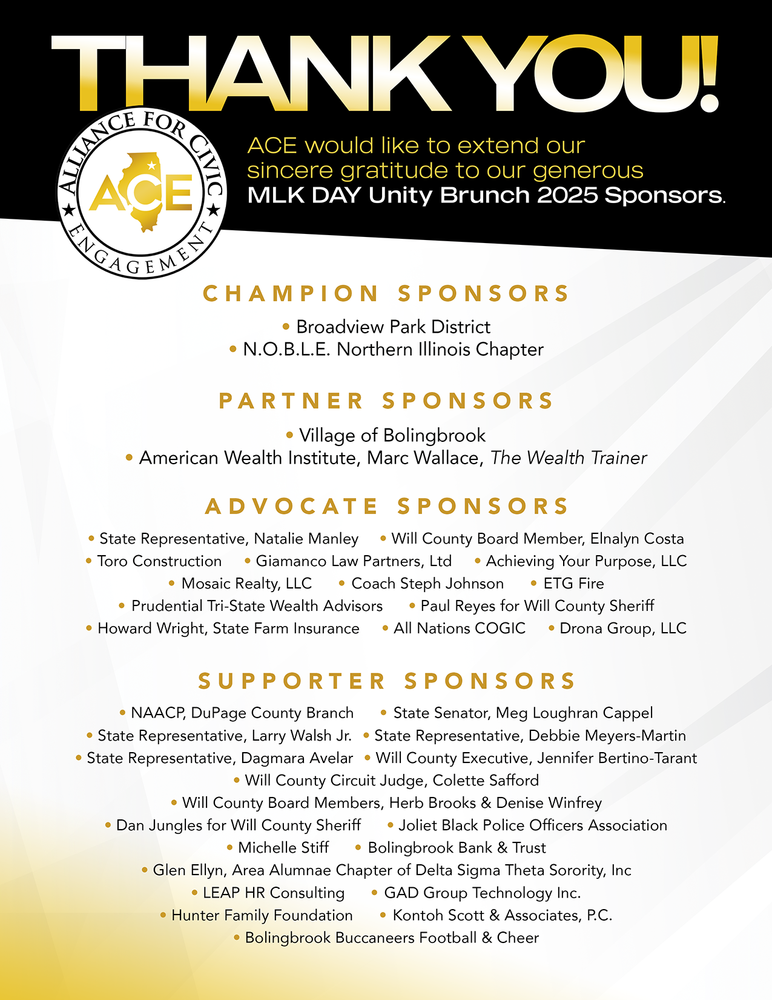 THANK YOU!
ALLIANCE FOR CIVIC
ACE
ENGAGEMENT
ACE would like to extend our
sincere gratitude to our generous
MLK DAY Unity Brunch 2025 Sponsors.
CHAMPION SPONSORS
• Broadview Park District
• N.O.B.L.E. Northern Illinois Chapter
PARTNER SPONSORS
• Village of Bolingbrook
• American Wealth Institute, Marc Wallace, The Wealth Trainer
ADVOCATE SPONSORS
• State Representative, Natalie Manley • Will County Board Member, Elnalyn Costa
• Toro Construction • Giamanco Law Partners, Ltd • Achieving Your Purpose, LLC
• Mosaic Realty, LLC • Coach Steph Johnson • ETG Fire
• Prudential Tri-State Wealth Advisors • Paul Reyes for Will County Sheriff
• Howard Wright, State Farm Insurance • All Nations COGIC • Drona Group, LLC
SUPPORTER SPONSORS
• NAACP, DuPage County Branch • State Senator, Meg Loughran Cappel
• State Representative, Larry Walsh Jr. • State Representative, Debbie Meyers-Martin
• State Representative, Dagmara Avelar • Will County Executive, Jennifer Bertino-Tarant
• Will County Circuit Judge, Colette Safford
• Will County Board Members, Herb Brooks & Denise Winfrey
• Dan Jungles for Will County Sheriff • Joliet Black Police Officers Association
• Michelle Stiff • Bolingbrook Bank & Trust
• Glen Ellyn, Area Alumnae Chapter of Delta Sigma Theta Sorority, Inc
• LEAP HR Consulting • GAD Group Technology Inc.
• Hunter Family Foundation • Kontoh Scott & Associates, P.C.
• Bolingbrook Buccaneers Football & Cheer